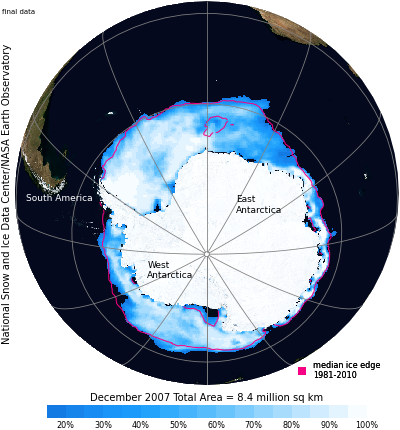 final data
National Snow and Ice Data Center/NASA Earth Observatory
South America
East
Antarctica
West
Antarctica
median ice edge
1981-2010
December 2007 Total Area = 8.4 million sq km
20% 30% 40% 50% 60% 70% 80% 90% 100%